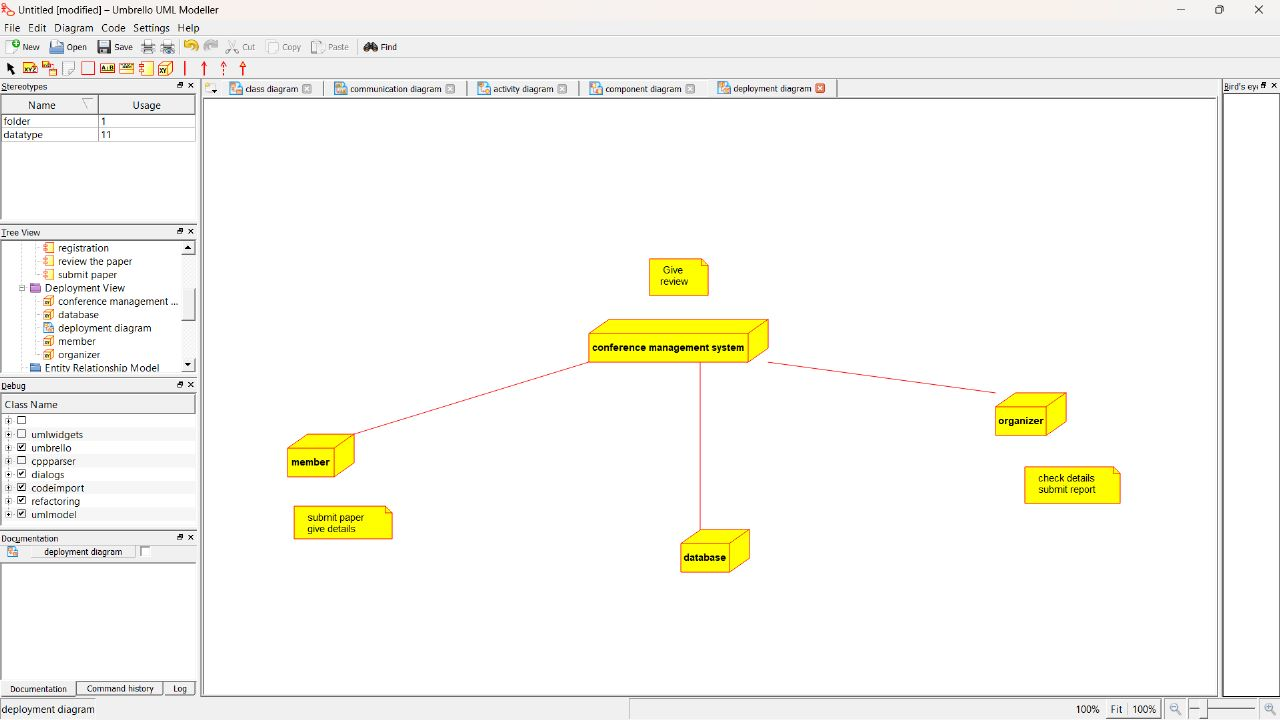 Untitled [modified] – Umbrello UML Modeller
File Edit Diagram Code Settings Help
New Open Save Cut Copy Paste Find
Stereotypes
Name Usage
folder 1
datatype 11
Tree View
registration
review the paper
submit paper
Deployment View
conference management ...
database
deployment diagram
member
organizer
Entity Relationship Model
Debug
Class Name
umlwidgets
umbrello
cppparser
dialogs
codeimport
refactoring
umlmodel
Documentation
deployment diagram
Documentation Command history Log
deployment diagram
class diagram communication diagram activity diagram component diagram deployment diagram
Give
review
conference management system
member
submit paper
give details
database
organizer
check details
submit report
Bird's eye
100% Fit 100%